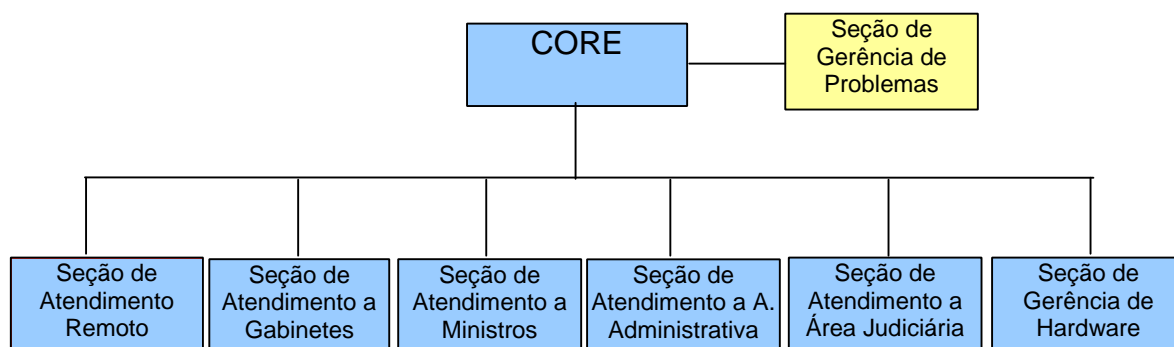 CORE
Seção de
Gerência de
Problemas
Seção de
Atendimento
Remoto
Seção de
Atendimento a
Gabinetes
Seção de
Atendimento a
Ministros
Seção de
Atendimento a A.
Administrativa
Seção de
Atendimento a
Área Judiciária
Seção de
Gerência de
Hardware